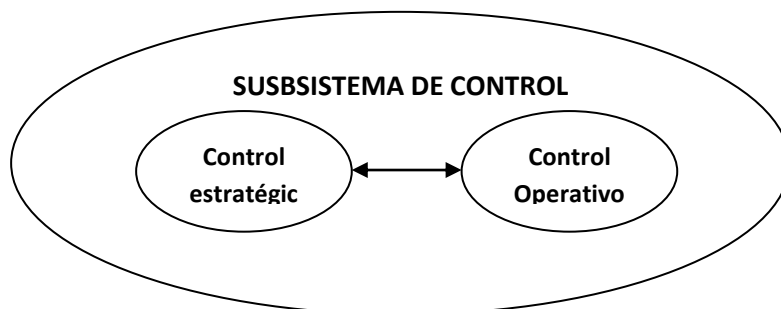 SUSBSISTEMA DE CONTROL
Control
estratégic
Control
Operativo